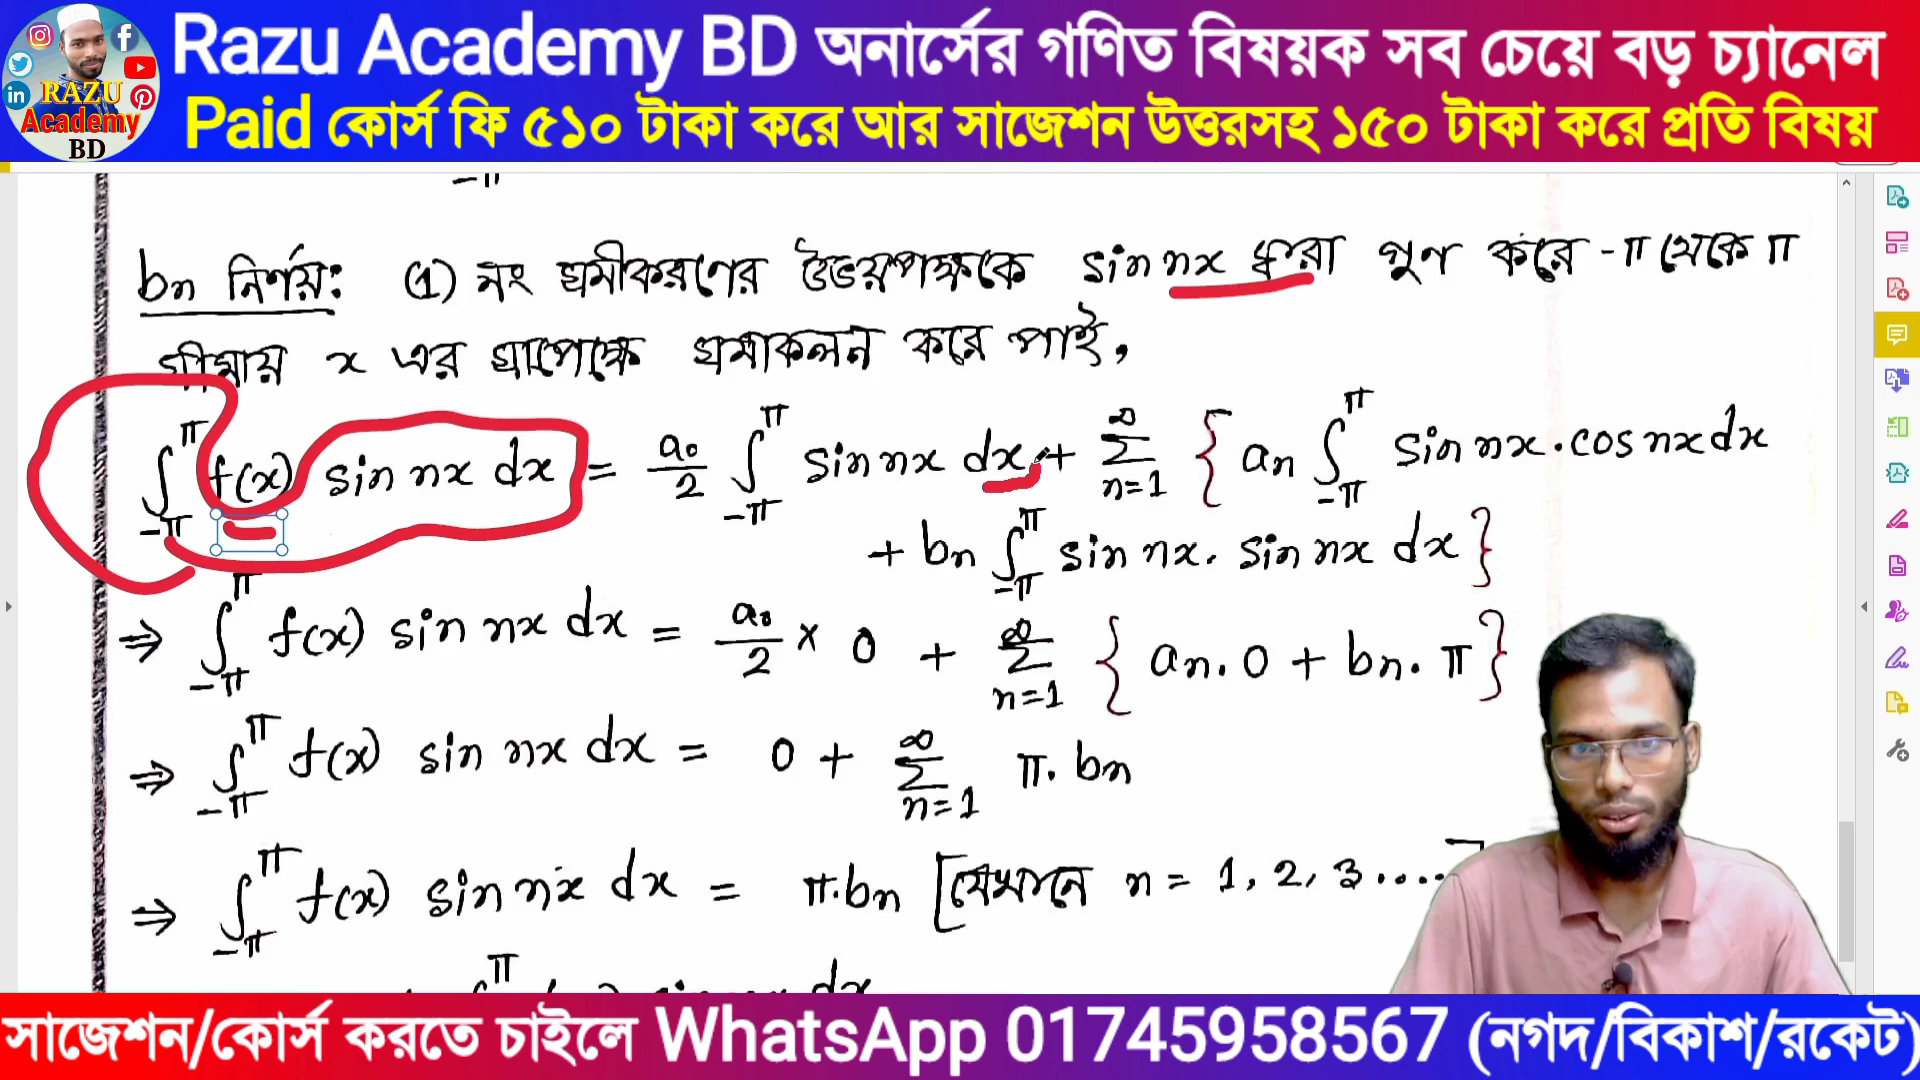 Razu Academy BD অনার্সের গণিত বিষয়ক সব চেয়ে বড় চ্যানেল
Paid কোর্স ফি ৫১০ টাকা করে আর সাজেশন উত্তরসহ ১৫০ টাকা করে প্রতি বিষয়
RAZU
Academy
BD
-π
bn নির্ণয়: (1) নং সমীকরণের উভয়পক্ষকে sin nx দ্বারা গুণ করে -π থেকে π
সীমায় x এর সাপেক্ষে সমাকলন করে পাই,
∫_{-π}^{π} f(x) sin nx dx = a₀/2 ∫_{-π}^{π} sin nx dx + Σ_{n=1}^{∞} { an ∫_{-π}^{π} sin nx . cos nx dx
+ bn ∫_{-π}^{π} sin nx . sin nx dx }
⇒ ∫_{-π}^{π} f(x) sin nx dx = a₀/2 × 0 + Σ_{n=1}^{∞} { an . 0 + bn . π }
⇒ ∫_{-π}^{π} f(x) sin nx dx = 0 + Σ_{n=1}^{∞} π . bn
⇒ ∫_{-π}^{π} f(x) sin nx dx = π . bn [যেখানে n = 1, 2, 3 ....]
সাজেশন/কোর্স করতে চাইলে WhatsApp 01745958567 (নগদ/বিকাশ/রকেট)